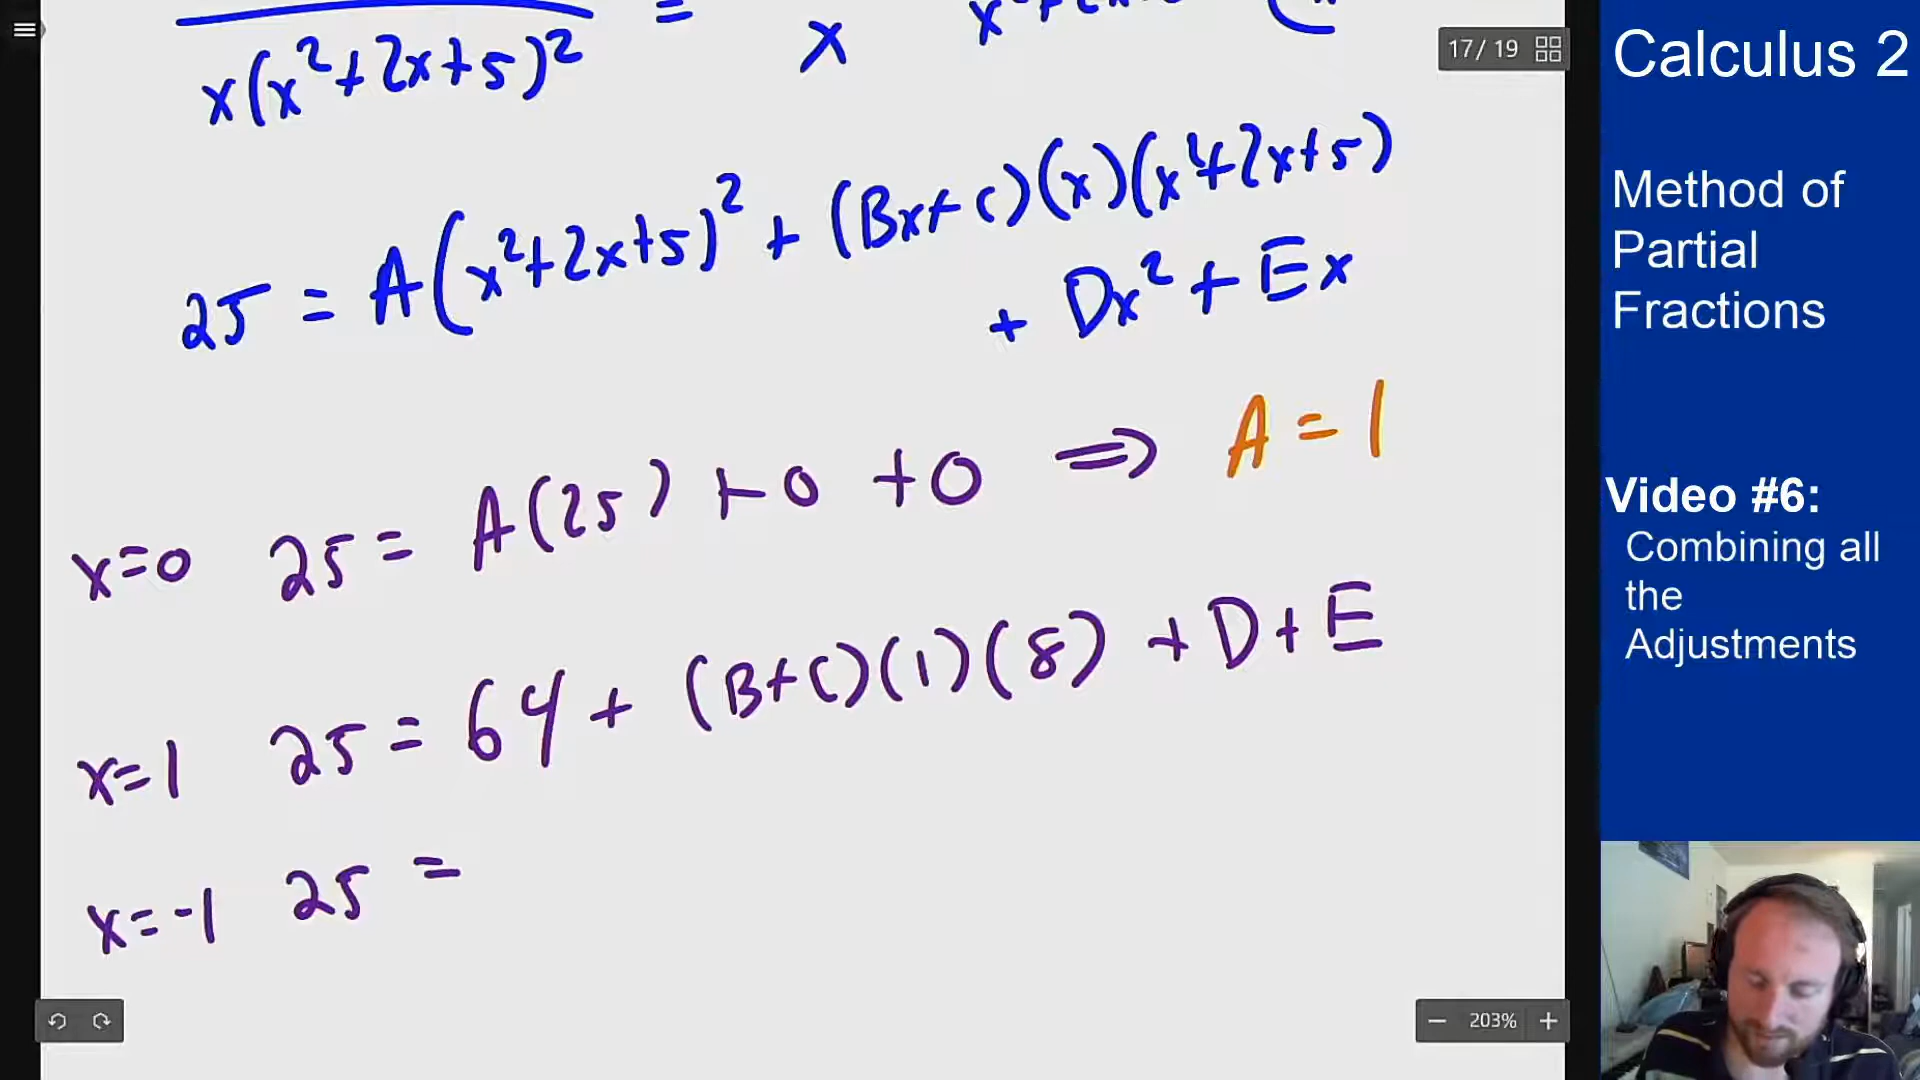 x(x²+2x+5)² = x
17/ 19
25 = A(x²+2x+5)² + (Bx+C)(x)(x²+2x+5)
+ Dx² + Ex
x=0 25 = A(25) + 0 + 0 ⇒ A = 1
x=1 25 = 64 + (B+C)(1)(8) + D + E
x=-1 25 =
203%
Calculus 2
Method of
Partial
Fractions
Video #6:
Combining all
the
Adjustments